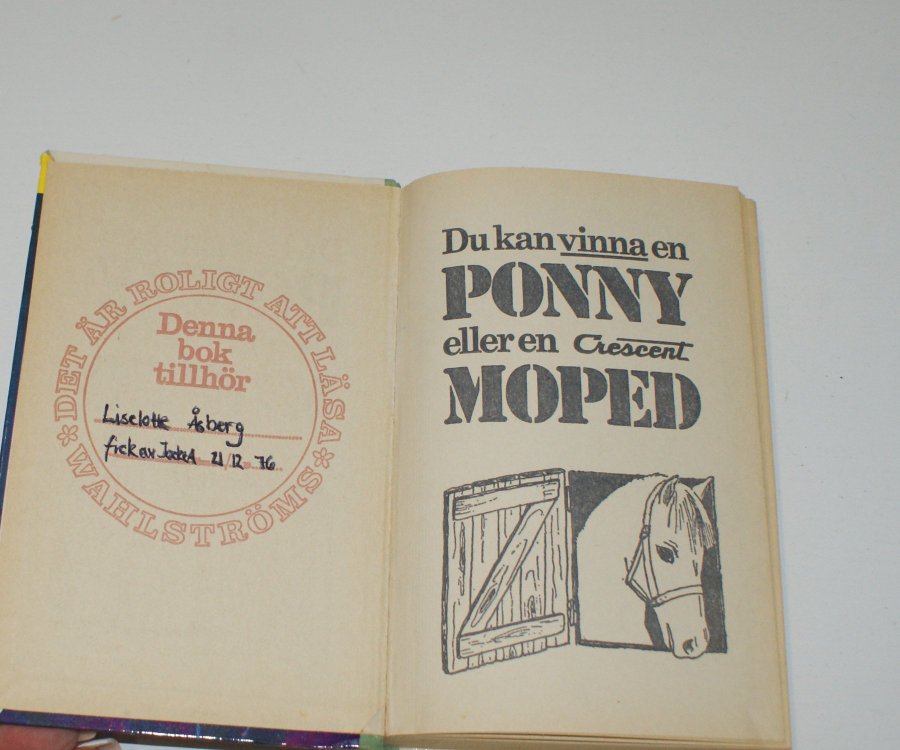 *DET ÄR ROLIGT ATT LÄSA*
WAHLSTRÖMS
Denna
bok
tillhör
Liselotte Åsberg
fick av 21/12 76
Du kan vinna en
PONNY
eller en Crescent
MOPED